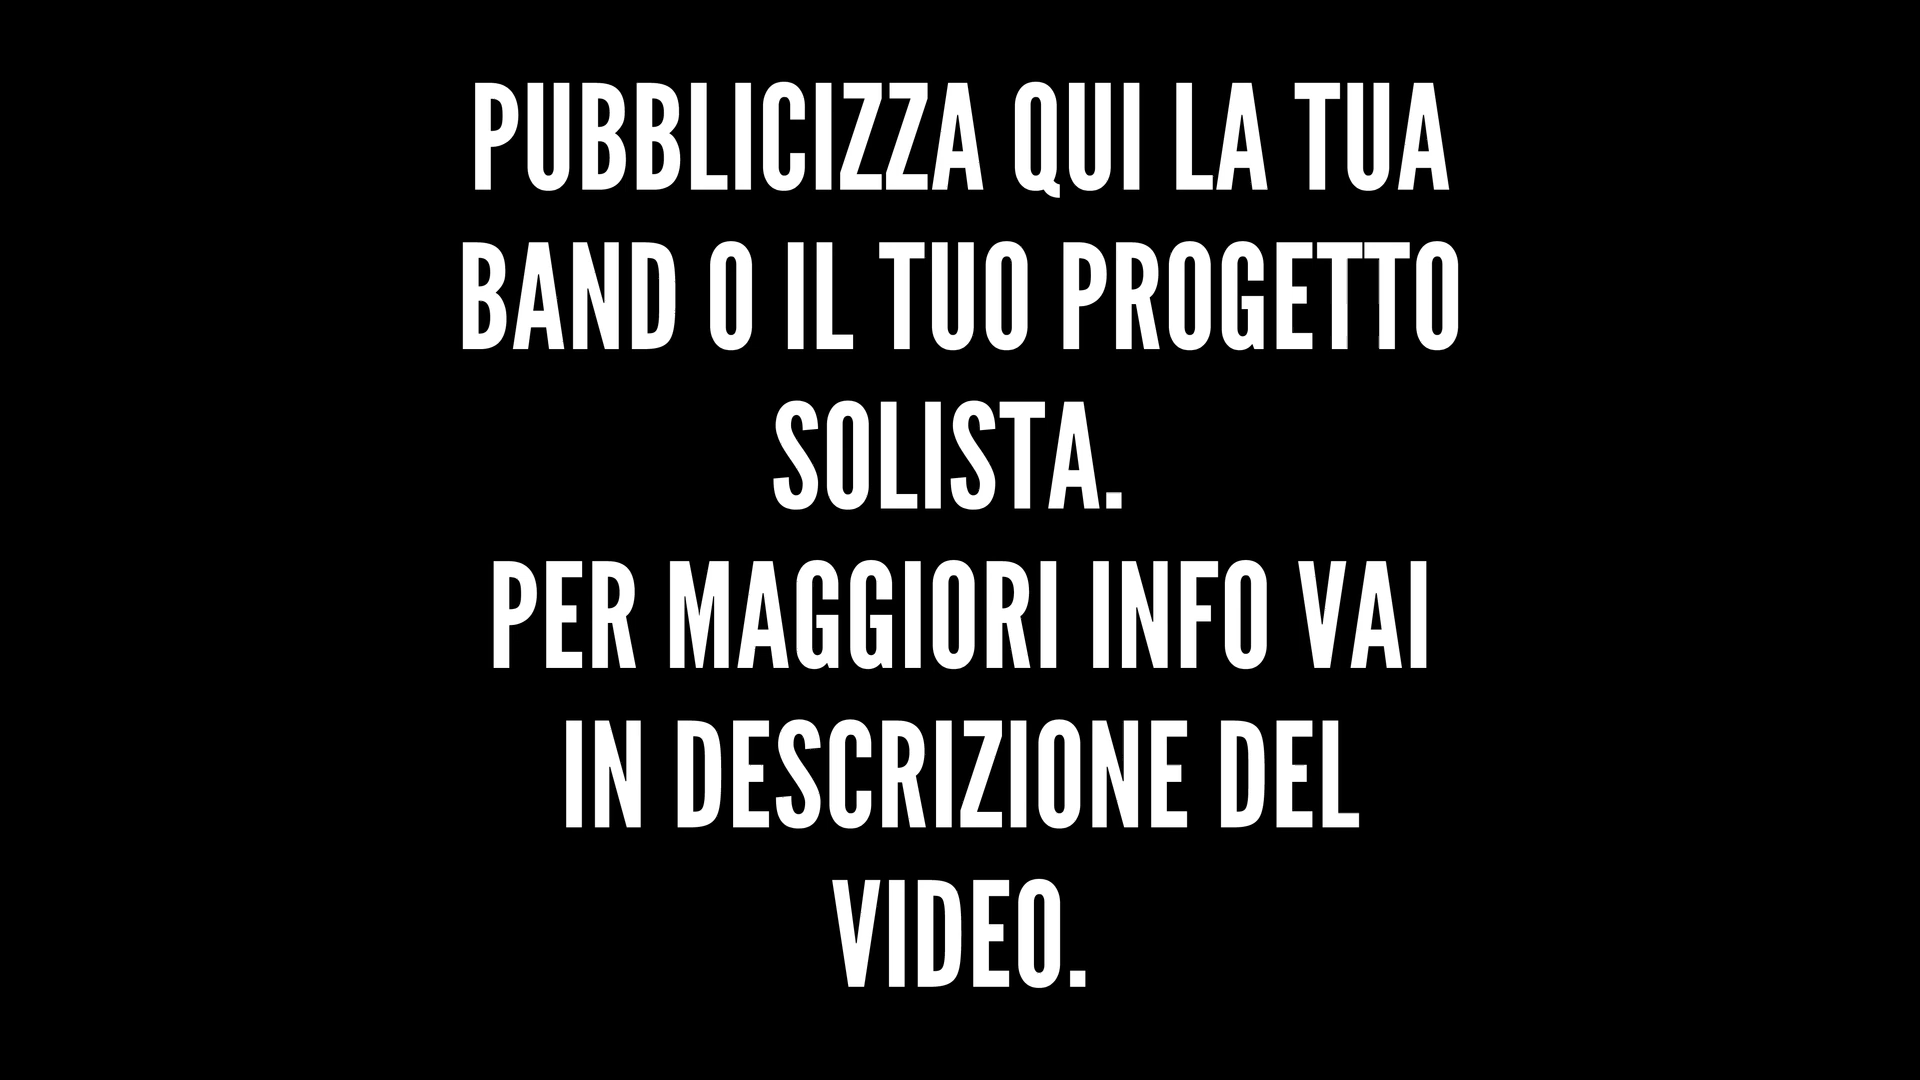 PUBBLICIZZA QUI LA TUA
BAND O IL TUO PROGETTO
SOLISTA.
PER MAGGIORI INFO VAI
IN DESCRIZIONE DEL
VIDEO.